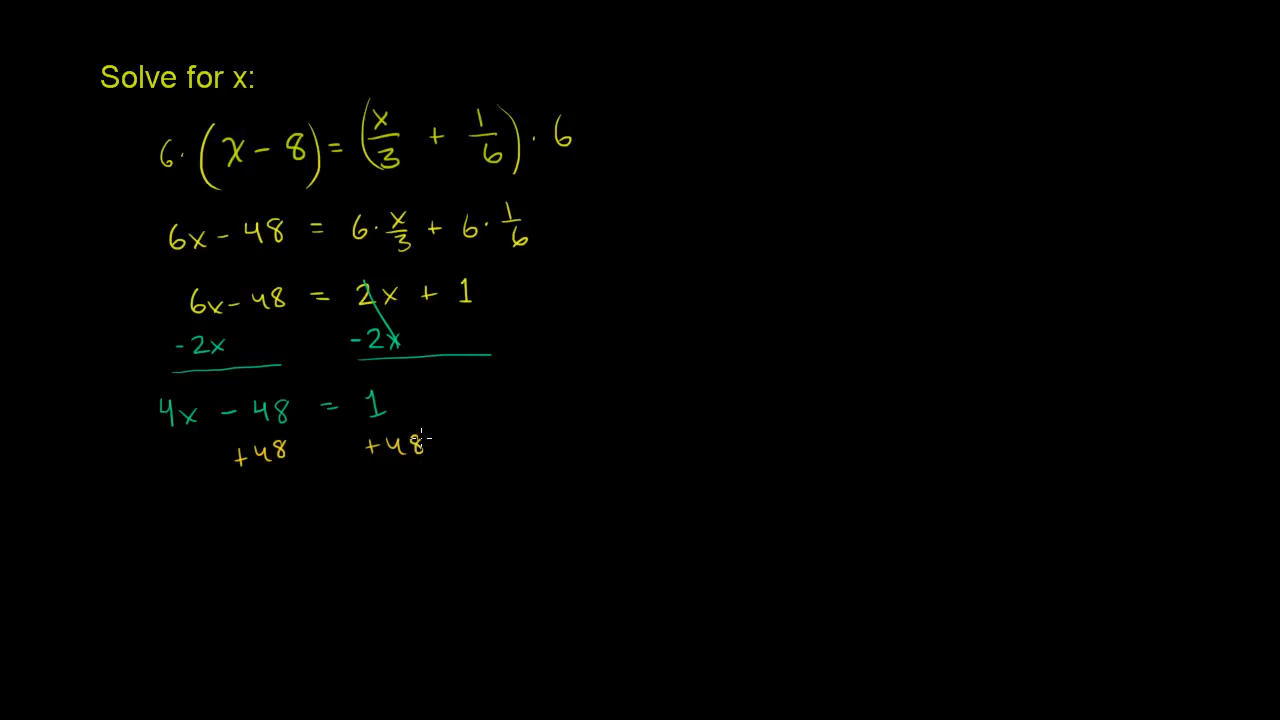 Solve for x:
6 · (x - 8) = (x/3 + 1/6) · 6
6x - 48 = 6 · x/3 + 6 · 1/6
6x - 48 = 2x + 1
-2x -2x
4x - 48 = 1
+48 +48